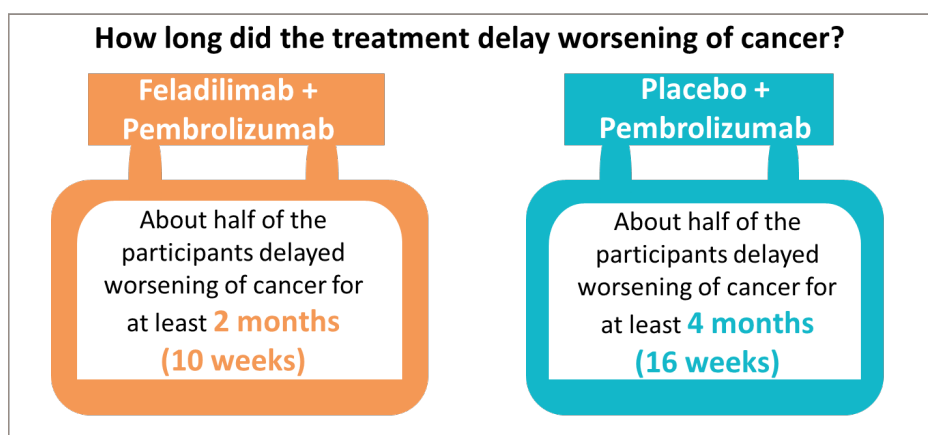 How long did the treatment delay worsening of cancer?
Feladilimab +
Pembrolizumab
About half of the
participants delayed
worsening of cancer for
at least 2 months
(10 weeks)
Placebo +
Pembrolizumab
About half of the
participants delayed
worsening of cancer for
at least 4 months
(16 weeks)